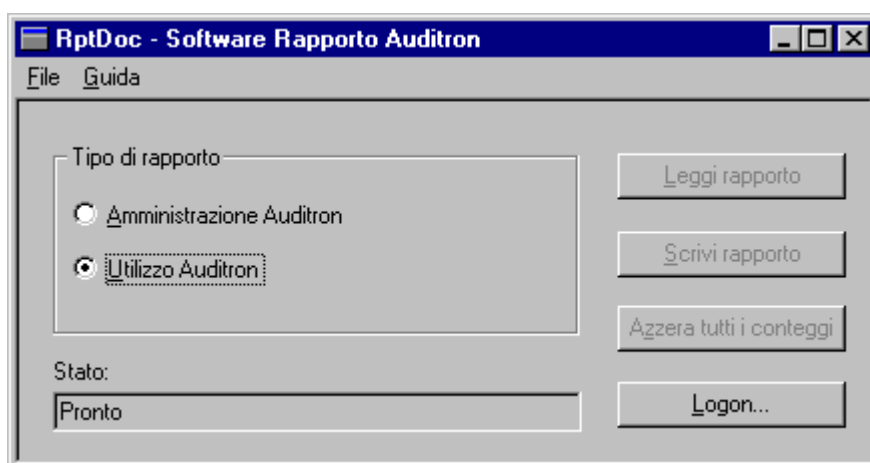 RptDoc - Software Rapporto Auditron
File Guida
Tipo di rapporto
Amministrazione Auditron
Utilizzo Auditron
Leggi rapporto
Scrivi rapporto
Azzera tutti i conteggi
Stato:
Pronto
Logon...